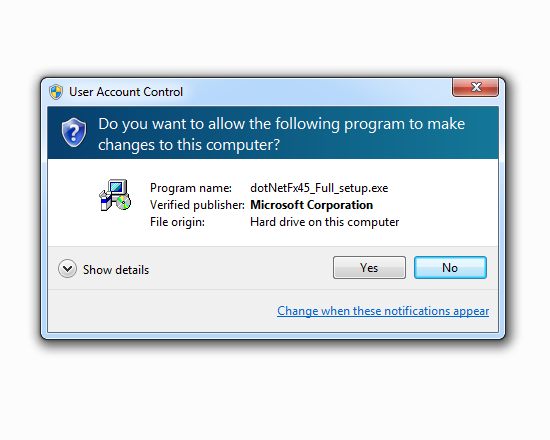 User Account Control
Do you want to allow the following program to make
changes to this computer?
Program name: dotNetFx45_Full_setup.exe
Verified publisher: Microsoft Corporation
File origin: Hard drive on this computer
Show details
Yes
No
Change when these notifications appear